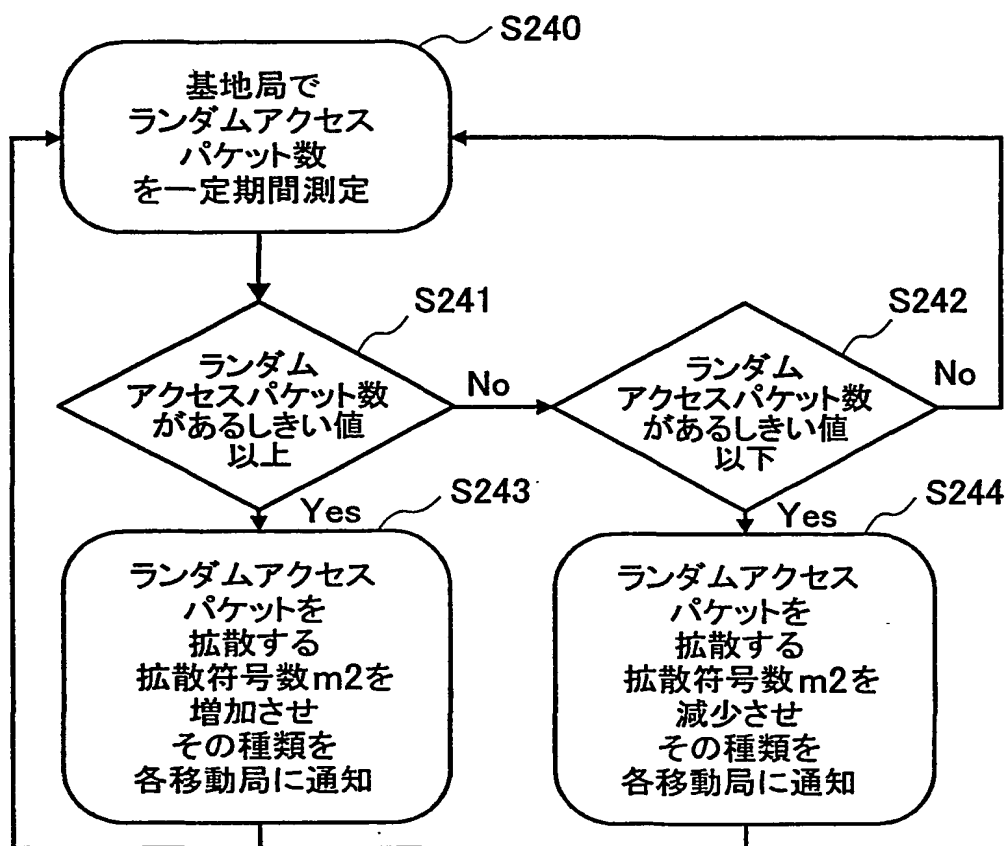 S240
基地局で
ランダムアクセス
パケット数
を一定期間測定
S241
ランダム
アクセスパケット数
があるしきい値
以上
No
S242
ランダム
アクセスパケット数
があるしきい値
以下
No
Yes
S243
ランダムアクセス
パケットを
拡散する
拡散符号数m2を
増加させ
その種類を
各移動局に通知
Yes
S244
ランダムアクセス
パケットを
拡散する
拡散符号数m2を
減少させ
その種類を
各移動局に通知